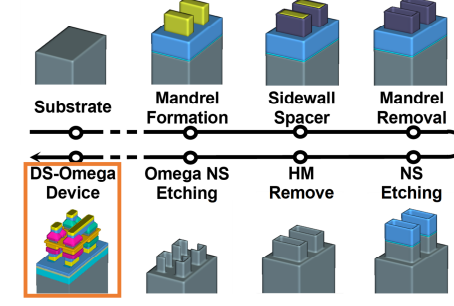 Substrate
Mandrel
Formation
Sidewall
Spacer
Mandrel
Removal
DS-Omega
Device
Omega NS
Etching
HM
Remove
NS
Etching